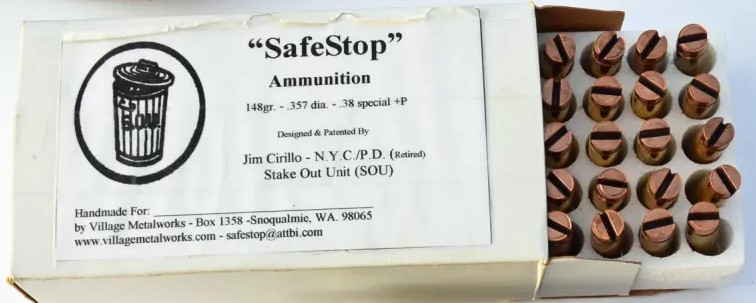 "SafeStop"
Ammunition
148gr. - .357 dia. - .38 special +P
Designed & Patented By
Jim Cirillo - N.Y.C./P.D. (Retired)
Stake Out Unit (SOU)
Handmade For:
by Village Metalworks - Box 1358 -Snoqualmie, WA. 98065
www.villagemetalworks.com - safestop@attbi.com